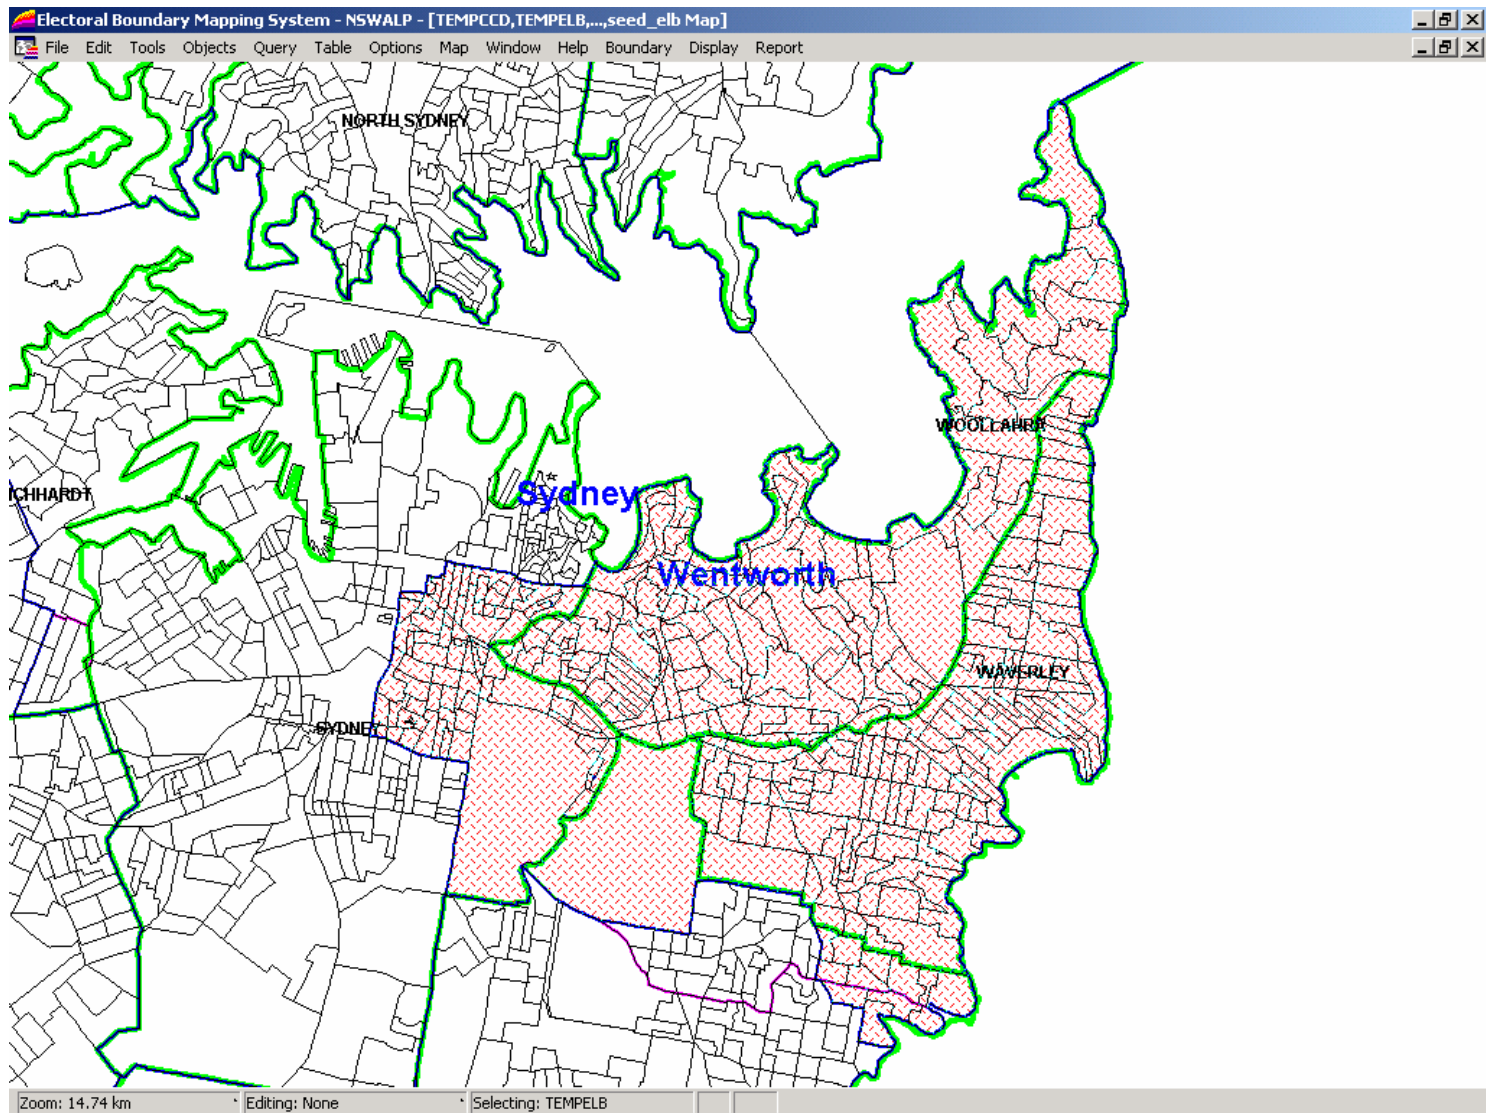 Electoral Boundary Mapping System - NSWALP - [TEMPCCD,TEMPELB,...,seed_elb Map]
File Edit Tools Objects Query Table Options Map Window Help Boundary Display Report
NORTH SYDNEY
WOOLLAHRA
CHHARDT
Sydney
Wentworth
WAVERLEY
SYDNEY
Zoom: 14.74 km Editing: None Selecting: TEMPELB